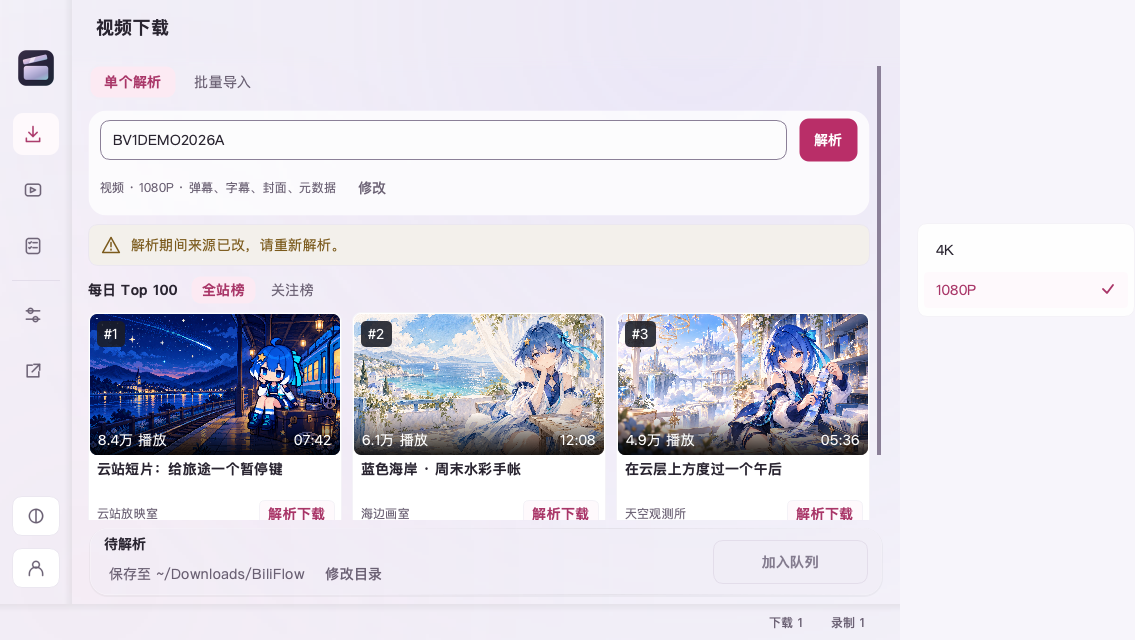 视频下载
单个解析 批量导入
BV1DEMO2026A
解析
视频 · 1080P · 弹幕、字幕、封面、元数据 修改
解析期间来源已改，请重新解析。
每日 Top 100 全站榜 关注榜
#1
8.4万 播放 07:42
云站短片：给旅途一个暂停键
云站放映室 解析下载
#2
6.1万 播放 12:08
蓝色海岸 · 周末水彩手帐
海边画室 解析下载
#3
4.9万 播放 05:36
在云层上方度过一个午后
天空观测所 解析下载
待解析
保存至 ~/Downloads/BiliFlow 修改目录
加入队列
下载 1 录制 1
4K
1080P